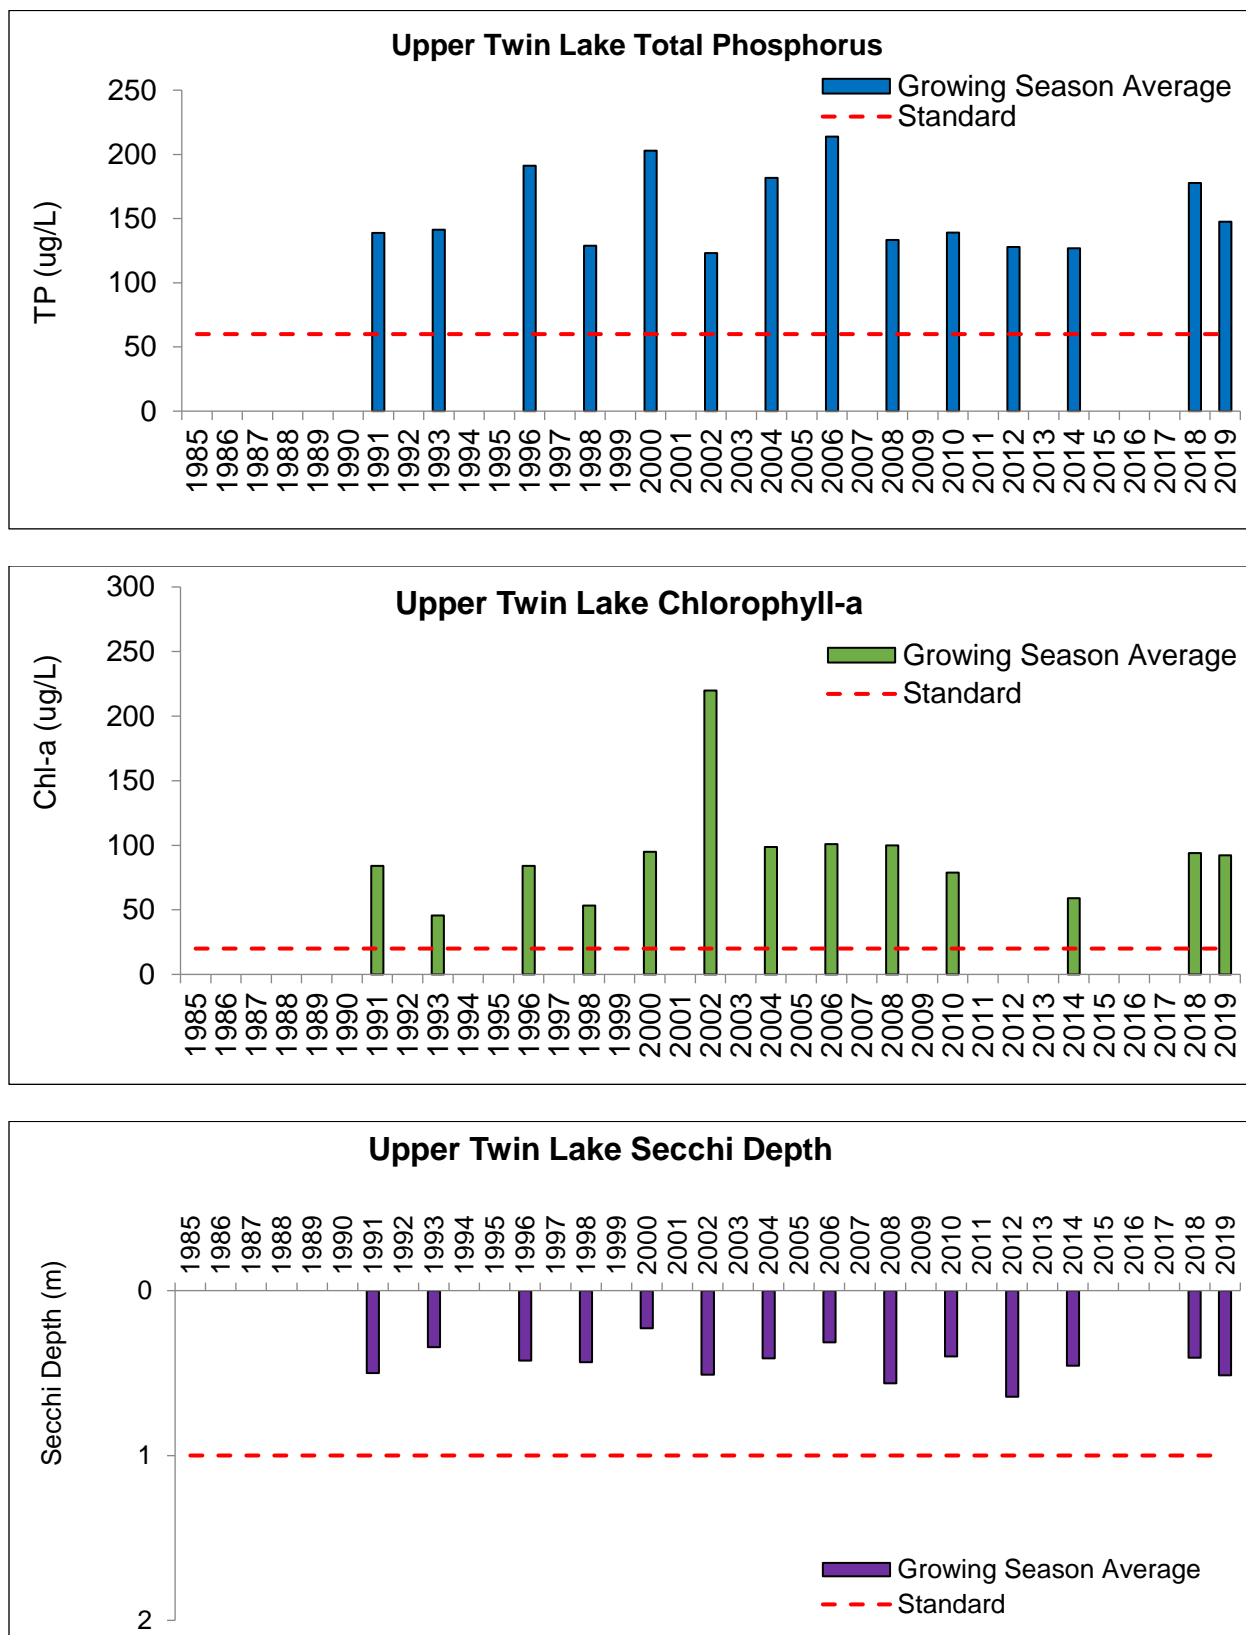 Upper Twin Lake Total Phosphorus
Growing Season Average
Standard
TP (ug/L)
250
200
150
100
50
0
1985 1986 1987 1988 1989 1990 1991 1992 1993 1994 1995 1996 1997 1998 1999 2000 2001 2002 2003 2004 2005 2006 2007 2008 2009 2010 2011 2012 2013 2014 2015 2016 2017 2018 2019
Upper Twin Lake Chlorophyll-a
Growing Season Average
Standard
Chl-a (ug/L)
300
250
200
150
100
50
0
1985 1986 1987 1988 1989 1990 1991 1992 1993 1994 1995 1996 1997 1998 1999 2000 2001 2002 2003 2004 2005 2006 2007 2008 2009 2010 2011 2012 2013 2014 2015 2016 2017 2018 2019
Upper Twin Lake Secchi Depth
1985 1986 1987 1988 1989 1990 1991 1992 1993 1994 1995 1996 1997 1998 1999 2000 2001 2002 2003 2004 2005 2006 2007 2008 2009 2010 2011 2012 2013 2014 2015 2016 2017 2018 2019
Secchi Depth (m)
0
1
2
Growing Season Average
Standard